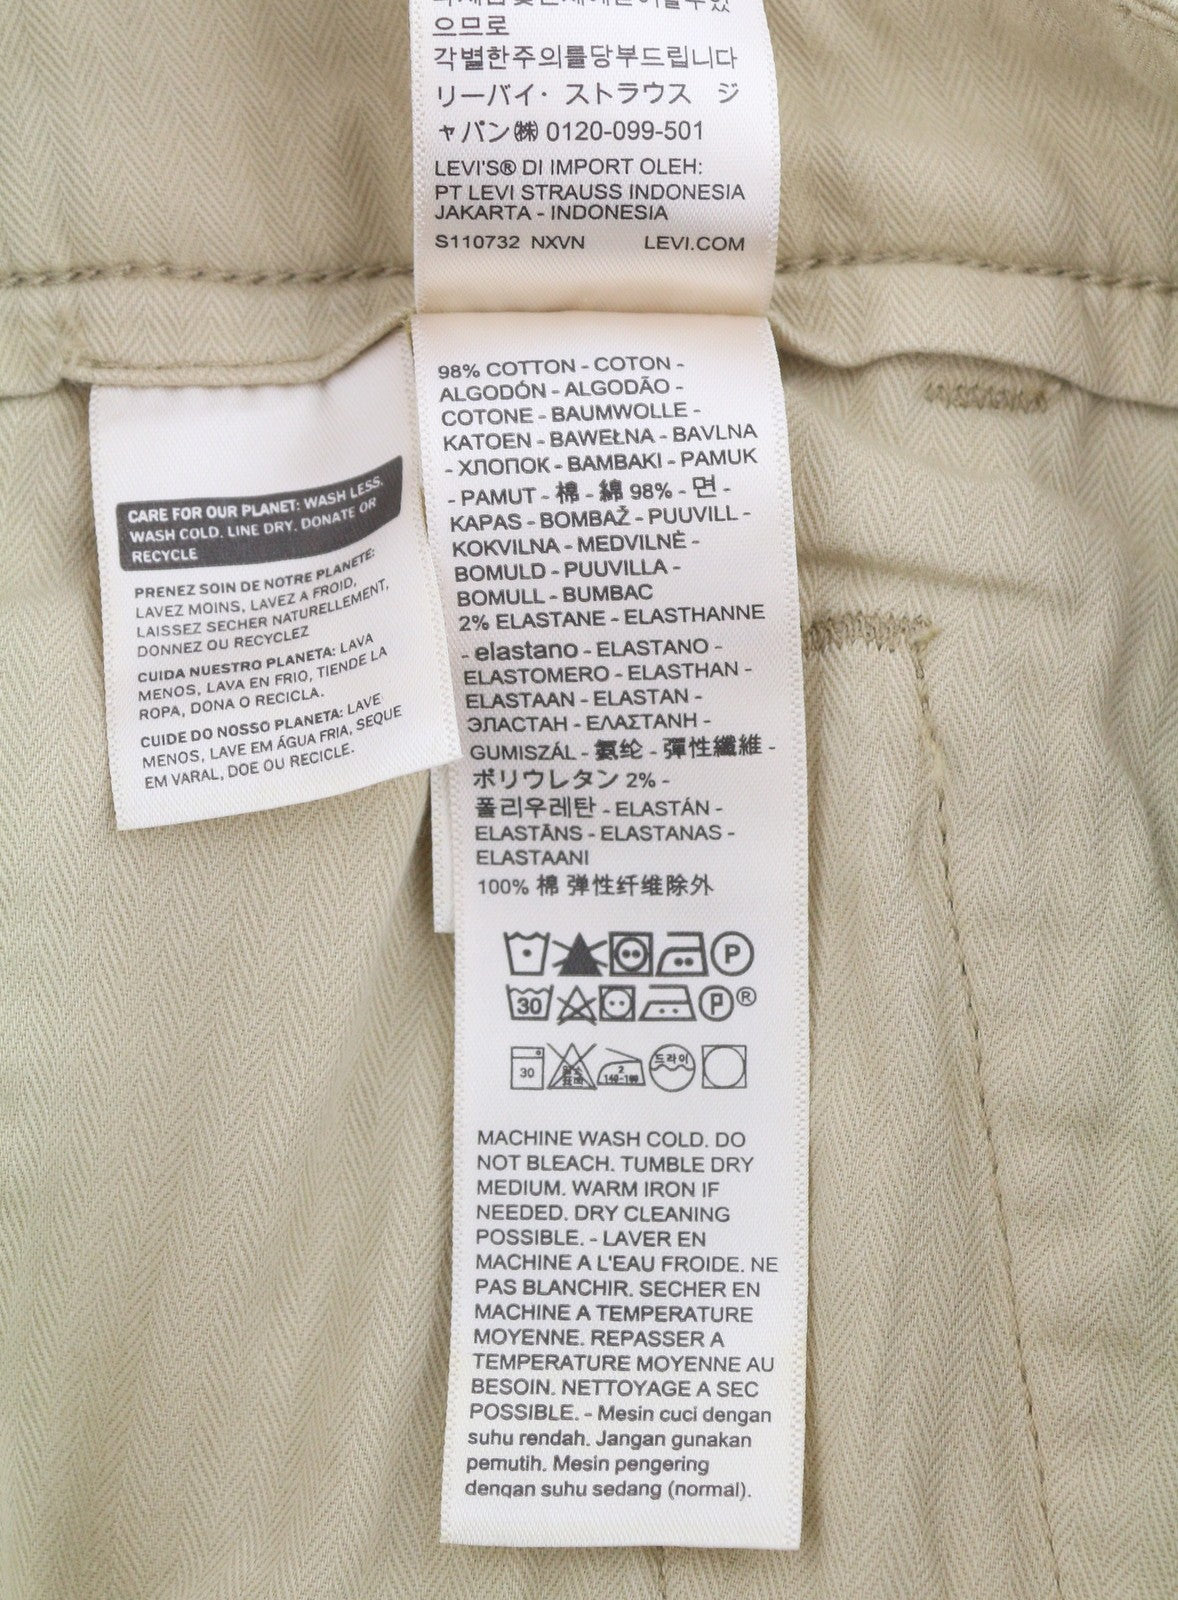 으므로
각별한주의를당부드립니다
リーバイ・ストラウス ジ
ャパン㈱ 0120-099-501
LEVI'S® DI IMPORT OLEH:
PT LEVI STRAUSS INDONESIA
JAKARTA - INDONESIA
S110732 NXVN LEVI.COM
CARE FOR OUR PLANET: WASH LESS.
WASH COLD. LINE DRY. DONATE OR
RECYCLE
PRENEZ SOIN DE NOTRE PLANETE:
LAVEZ MOINS, LAVEZ A FROID,
LAISSEZ SECHER NATURELLEMENT,
DONNEZ OU RECYCLEZ
CUIDA NUESTRO PLANETA: LAVA
MENOS, LAVA EN FRIO, TIENDE LA
ROPA, DONA O RECICLA.
CUIDE DO NOSSO PLANETA: LAVE
MENOS, LAVE EM ÁGUA FRIA, SEQUE
EM VARAL, DOE OU RECICLE.
98% COTTON - COTON -
ALGODÓN - ALGODÃO -
COTONE - BAUMWOLLE -
KATOEN - BAWEŁNA - BAVLNA
- ХЛОПОК - ΒΑΜΒΑΚΙ - PAMUK
- PAMUT - 棉 - 綿 98% - 면 -
KAPAS - BOMBAŽ - PUUVILL -
KOKVILNA - MEDVILNĖ -
BOMULD - PUUVILLA -
BOMULL - BUMBAC
2% ELASTANE - ELASTHANNE
- elastano - ELASTANO -
ELASTOMERO - ELASTHAN -
ELASTAAN - ELASTAN -
ЭЛАСТАН - ΕΛΑΣΤΑΝΗ -
GUMISZÁL - 氨纶 - 彈性纖維 -
ポリウレタン 2% -
폴리우레탄 - ELASTÁN -
ELASTĀNS - ELASTANAS -
ELASTAANI
100% 棉 弹性纤维除外
P
30 P ®
30 2 140-160 드라이
MACHINE WASH COLD. DO
NOT BLEACH. TUMBLE DRY
MEDIUM. WARM IRON IF
NEEDED. DRY CLEANING
POSSIBLE. - LAVER EN
MACHINE A L'EAU FROIDE. NE
PAS BLANCHIR. SECHER EN
MACHINE A TEMPERATURE
MOYENNE. REPASSER A
TEMPERATURE MOYENNE AU
BESOIN. NETTOYAGE A SEC
POSSIBLE. - Mesin cuci dengan
suhu rendah. Jangan gunakan
pemutih. Mesin pengering
dengan suhu sedang (normal).